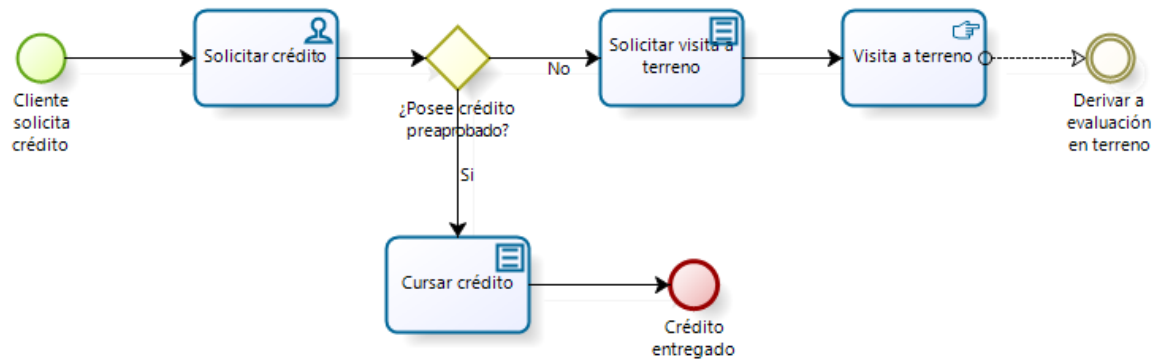 Cliente
solicita
crédito
Solicitar crédito
¿Posee crédito
preaprobado?
No
Solicitar visita a
terreno
Visita a terreno
Derivar a
evaluación
en terreno
Si
Cursar crédito
Crédito
entregado